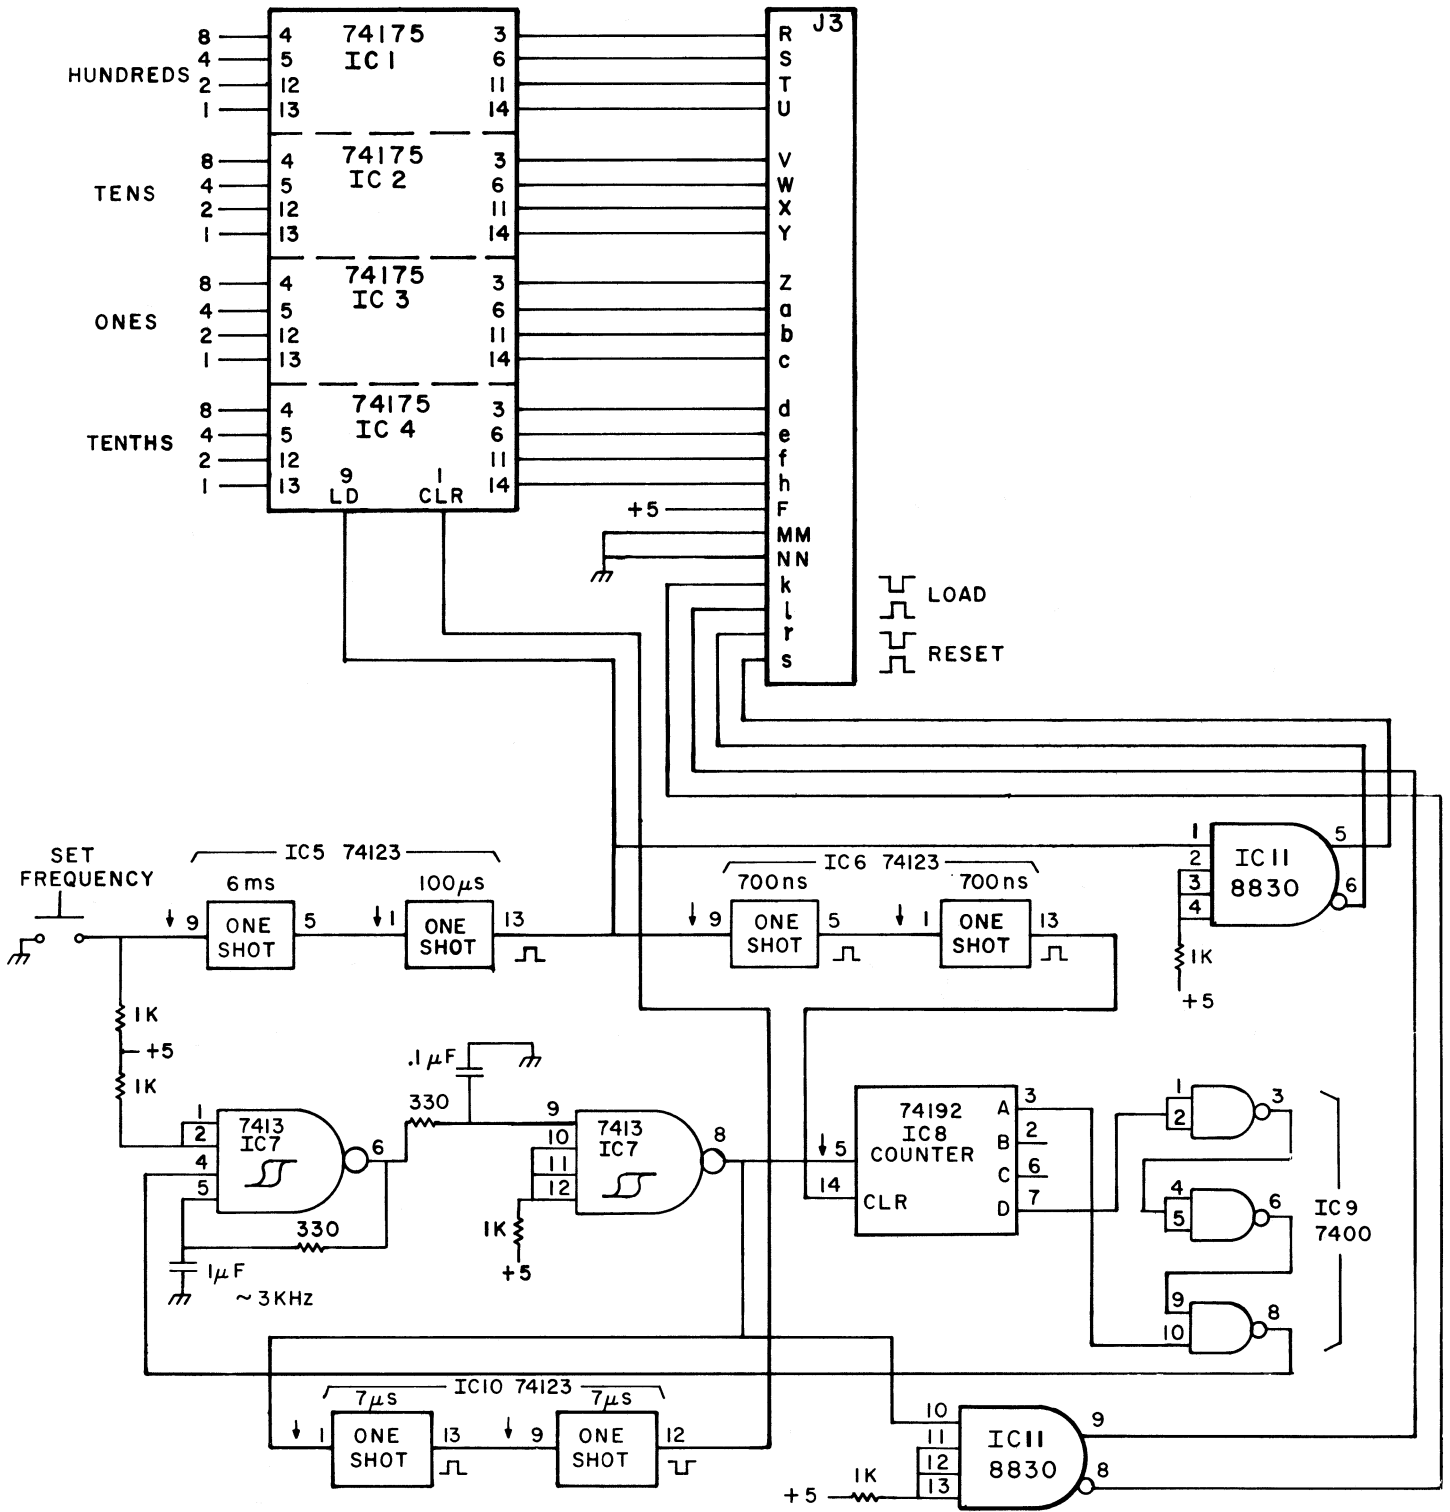 J3
8 4 74175 3 R
4 5 IC 1 6 S
HUNDREDS
2 12 11 T
1 13 14 U
8 4 74175 3 V
4 5 IC 2 6 W
TENS
2 12 11 X
1 13 14 Y
8 4 74175 3 Z
4 5 IC 3 6 a
ONES
2 12 11 b
1 13 14 c
8 4 74175 3 d
4 5 IC 4 6 e
TENTHS
2 12 11 f
1 13 14 h
9 1
LD CLR
+5 F
MM
NN
k
l
LOAD
r
s
RESET
SET
FREQUENCY
IC5 74123
6ms 100µs
9 ONE SHOT 5
1 ONE SHOT 13
IC6 74123
700ns 700ns
9 ONE SHOT 5
1 ONE SHOT 13
1 IC11 5
2 8830 6
3
4
1K
+5
1K
+5
1K
.1µF
330
1 7413 6
2 IC7
4
5
330
1µF
~3KHz
9 7413 8
10 IC7
11
12
1K
+5
5 74192 A 3
IC8 B 2
COUNTER C 6
14 CLR D 7
1 3
2
4 6
5
9 8
10
IC9
7400
IC10 74123
7µs 7µs
1 ONE SHOT 13
9 ONE SHOT 12
10 IC11 9
11 8830 8
12
13
+5 1K